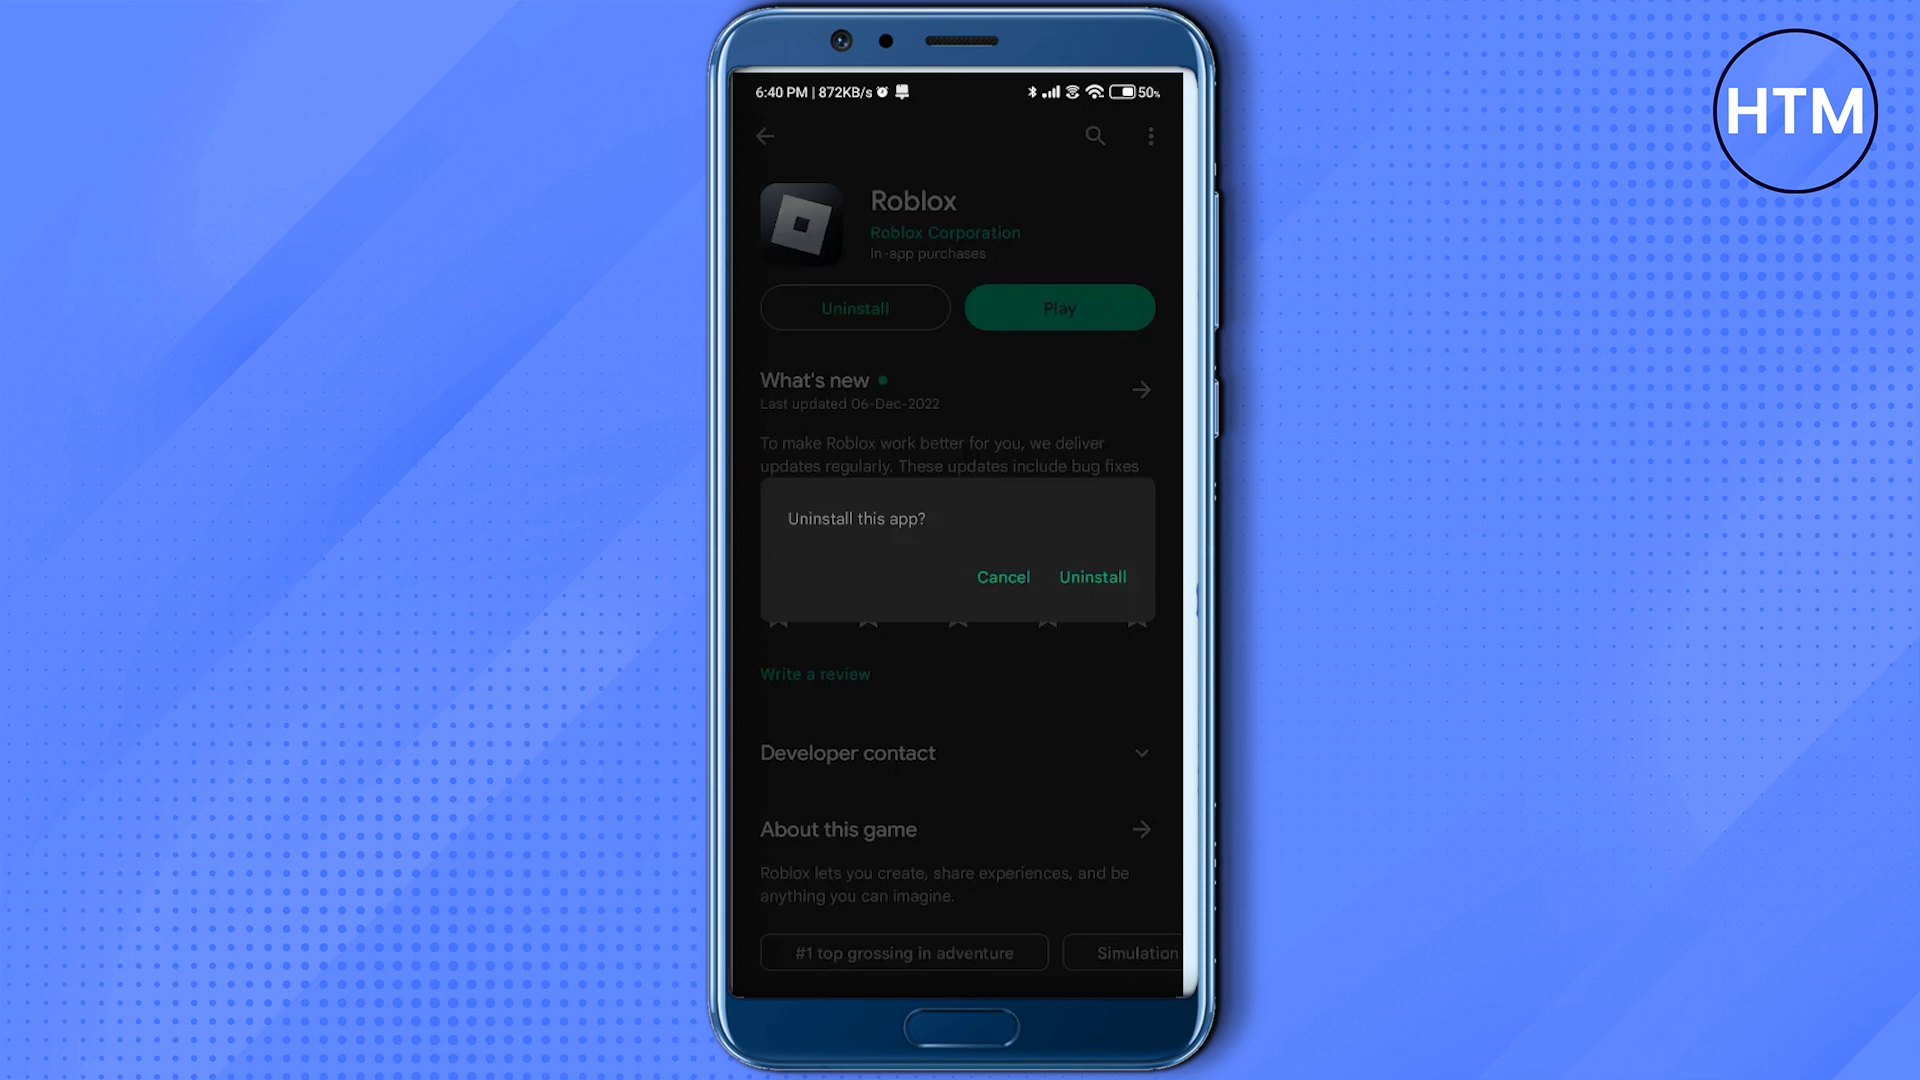 HTM
6:40 PM | 872KB/s
50%
Roblox
Roblox Corporation
In-app purchases
Uninstall
Play
What's new
Last updated 06-Dec-2022
To make Roblox work better for you, we deliver
updates regularly. These updates include bug fixes
Uninstall this app?
Cancel
Uninstall
Write a review
Developer contact
About this game
Roblox lets you create, share experiences, and be
anything you can imagine.
#1 top grossing in adventure
Simulation